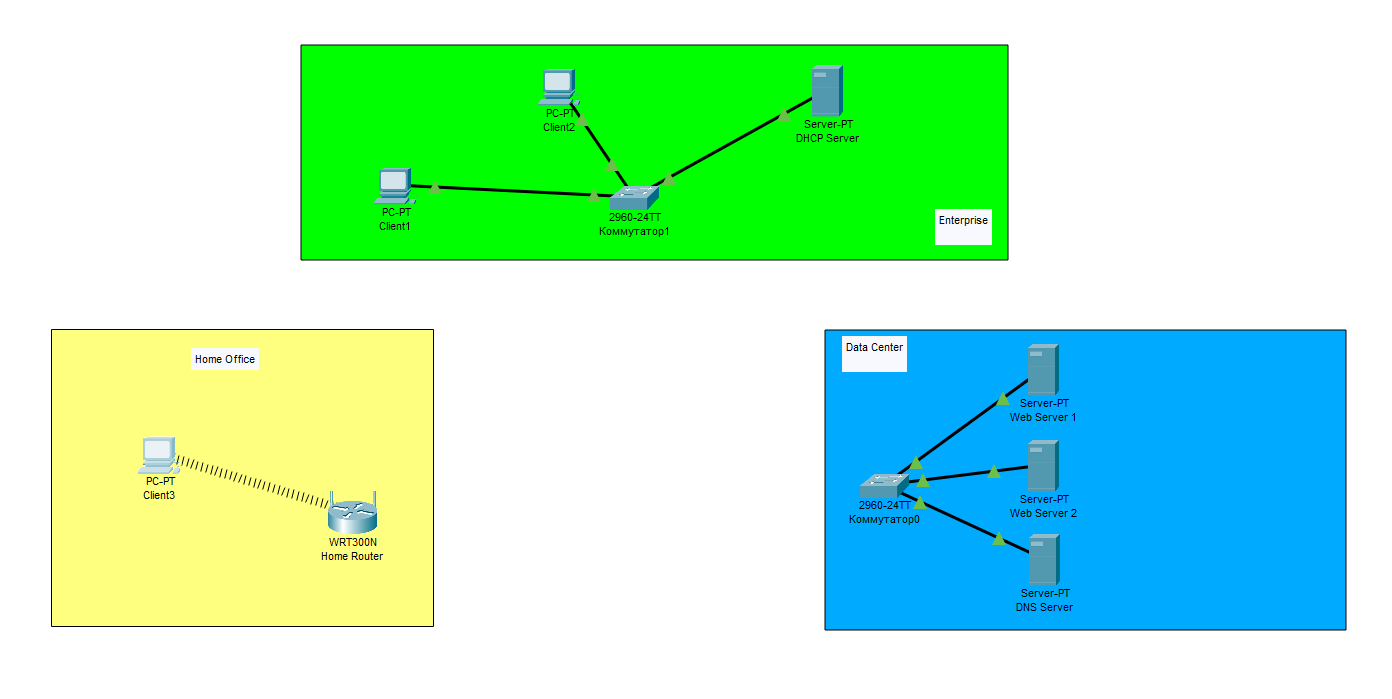 PC-PT
Client2
Server-PT
DHCP Server
PC-PT
Client1
2960-24TT
Коммутатор1
Enterprise
Home Office
PC-PT
Client3
WRT300N
Home Router
Data Center
Server-PT
Web Server 1
2960-24TT
Коммутатор0
Server-PT
Web Server 2
Server-PT
DNS Server